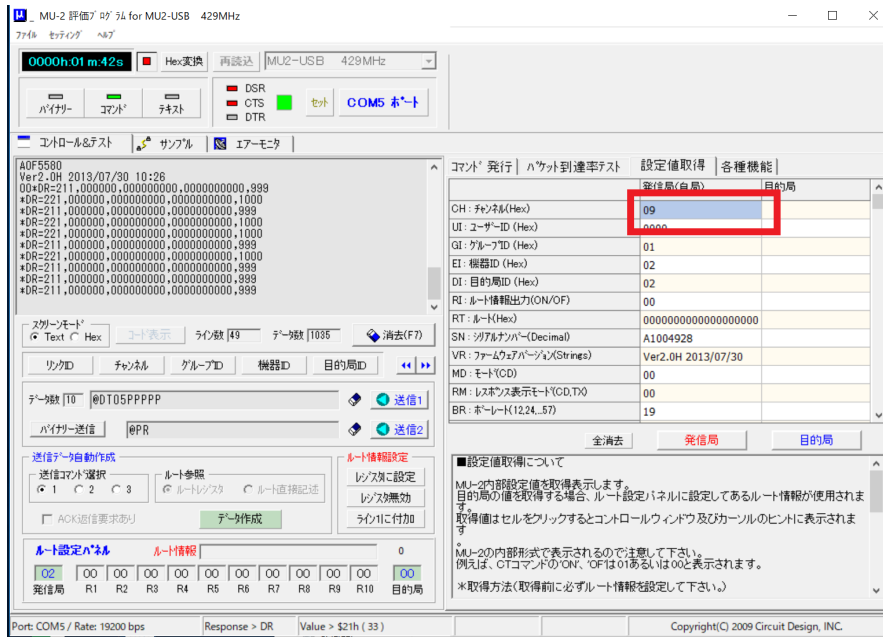 MU-2 評価プログラム for MU2-USB 429MHz
ファイル セッティング ヘルプ
0000h:01 m:42s
Hex変換
再読込
MU2-USB 429MHz
バイナリー
コマンド
テキスト
DSR
CTS
DTR
セット
COM5 ポート
コントロール&テスト
サンプル
エアーモニタ
A0F5580
Ver2.0H 2013/07/30 10:26
00*DR=211,000000,000000000,0000000000,999
*DR=221,000000,000000000,0000000000,1000
*DR=211,000000,000000000,0000000000,999
*DR=221,000000,000000000,0000000000,1000
*DR=221,000000,000000000,0000000000,1000
*DR=211,000000,000000000,0000000000,999
*DR=221,000000,000000000,0000000000,1000
*DR=211,000000,000000000,0000000000,999
*DR=211,000000,000000000,0000000000,999
*DR=211,000000,000000000,0000000000,999
スクリーンモード
Text Hex
コード表示
ライン数 49
データ数 1035
消去(F7)
リンクID
チャンネル
グループID
機器ID
目的局ID
データ数 10 @DT05PPPPP
送信1
バイナリー送信 @PR
送信2
送信データ自動作成
送信コマンド選択
1 2 3
ルート参照
ルートレジスタ ルート直接記述
ACK返信要求あり
データ作成
ルート情報設定
レジスタに設定
レジスタ無効
ライン1に付加
ルート設定パネル
ルート情報
0
02 00 00 00 00 00 00 00 00 00 00 00
発信局 R1 R2 R3 R4 R5 R6 R7 R8 R9 R10 目的局
コマンド発行
パケット到達率テスト
設定値取得
各種機能
発信局(自局) 目的局
CH : チャンネル(Hex) 09
UI : ユーザーID (Hex) 0000
GI : グループID (Hex) 01
EI : 機器ID (Hex) 02
DI : 目的局ID (Hex) 02
RI : ルート情報出力(ON/OF) 00
RT : ルート(Hex) 0000000000000000000
SN : シリアルナンバー(Decimal) A1004928
VR : ファームウェアバージョン(Strings) Ver2.0H 2013/07/30
MD : モード(CD) 00
RM : レスポンス表示モード(CD,TX) 00
BR : ボーレート(12,24,..57) 19
全消去
発信局
目的局
■設定値取得について
MU-2内部設定値を取得表示します。
目的局の値を取得する場合、ルート設定パネルに設定してあるルート情報が使用されま
す。
取得値はセルをクリックするとコントロールウィンドウ及びカーソルのヒントに表示されま
す
。
MU-2の内部形式で表示されるので注意して下さい。
例えば、CTコマンドの'ON'、'OF'は01あるいは00と表示されます。
*取得方法(取得前に必ずルート情報を設定して下さい。)
Port: COM5 / Rate: 19200 bps
Response > DR
Value > $21h ( 33 )
Copyright(C) 2009 Circuit Design, INC.